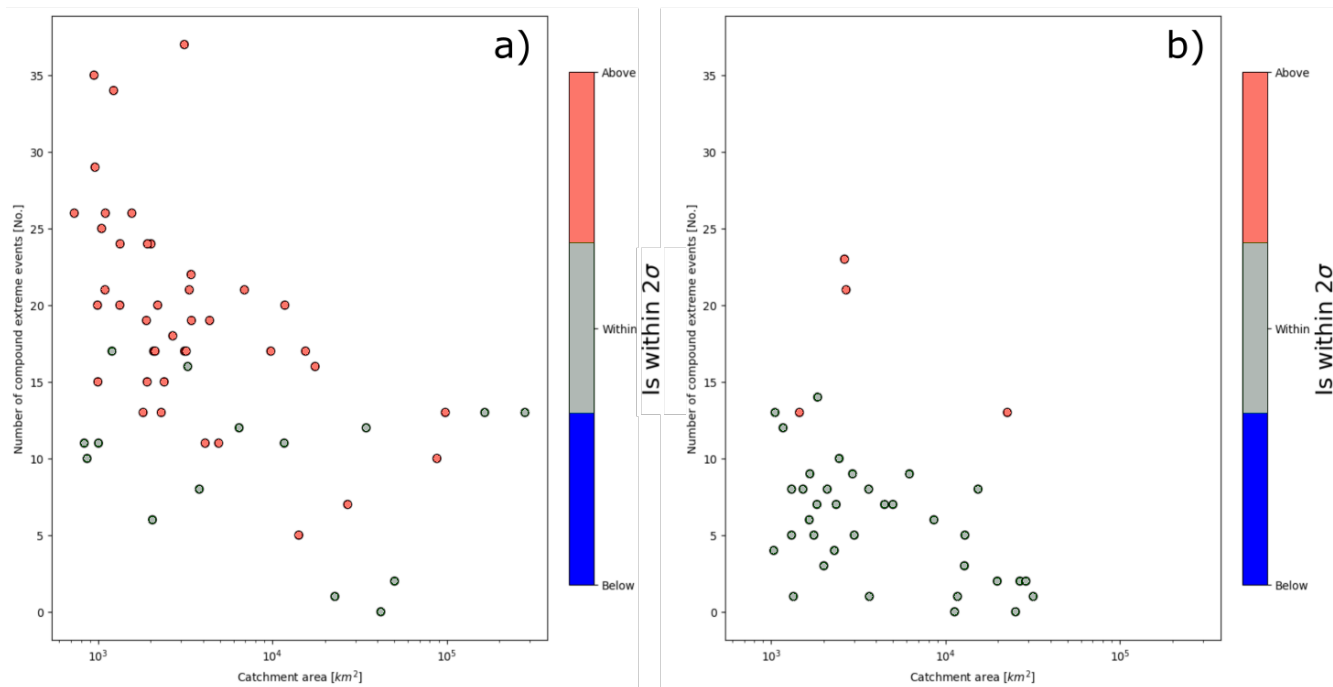 a)
35
30
25
20
15
10
5
0
Number of compound extreme events [No.]
10³
10⁴
10⁵
Catchment area [km²]
Above
Within
Below
Is within 2σ
b)
35
30
25
20
15
10
5
0
Number of compound extreme events [No.]
10³
10⁴
10⁵
Catchment area [km²]
Above
Within
Below
Is within 2σ